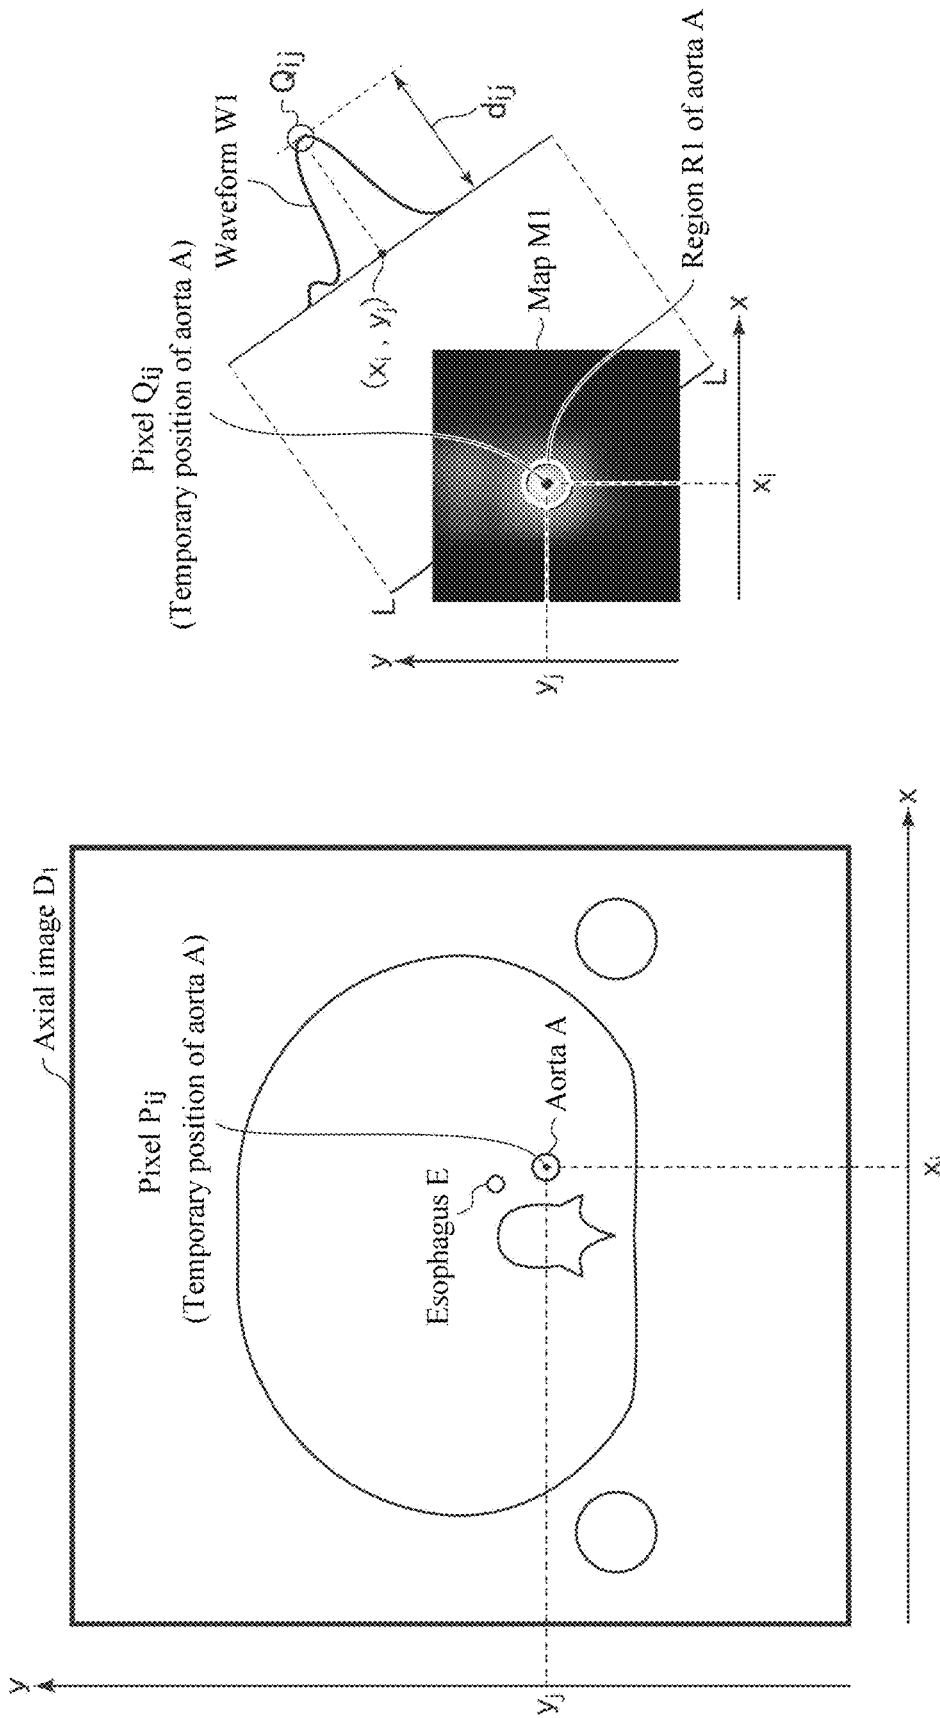 Axial image Dᵢ
Pixel Pᵢⱼ
(Temporary position of aorta A)
Esophagus E
Aorta A
y
yⱼ
x
xᵢ
Pixel Qᵢⱼ
(Temporary position of aorta A)
Waveform W1
Qᵢⱼ
dᵢⱼ
(xᵢ , yⱼ)
Map M1
Region R1 of aorta A
L
L
y
yⱼ
x
xᵢ